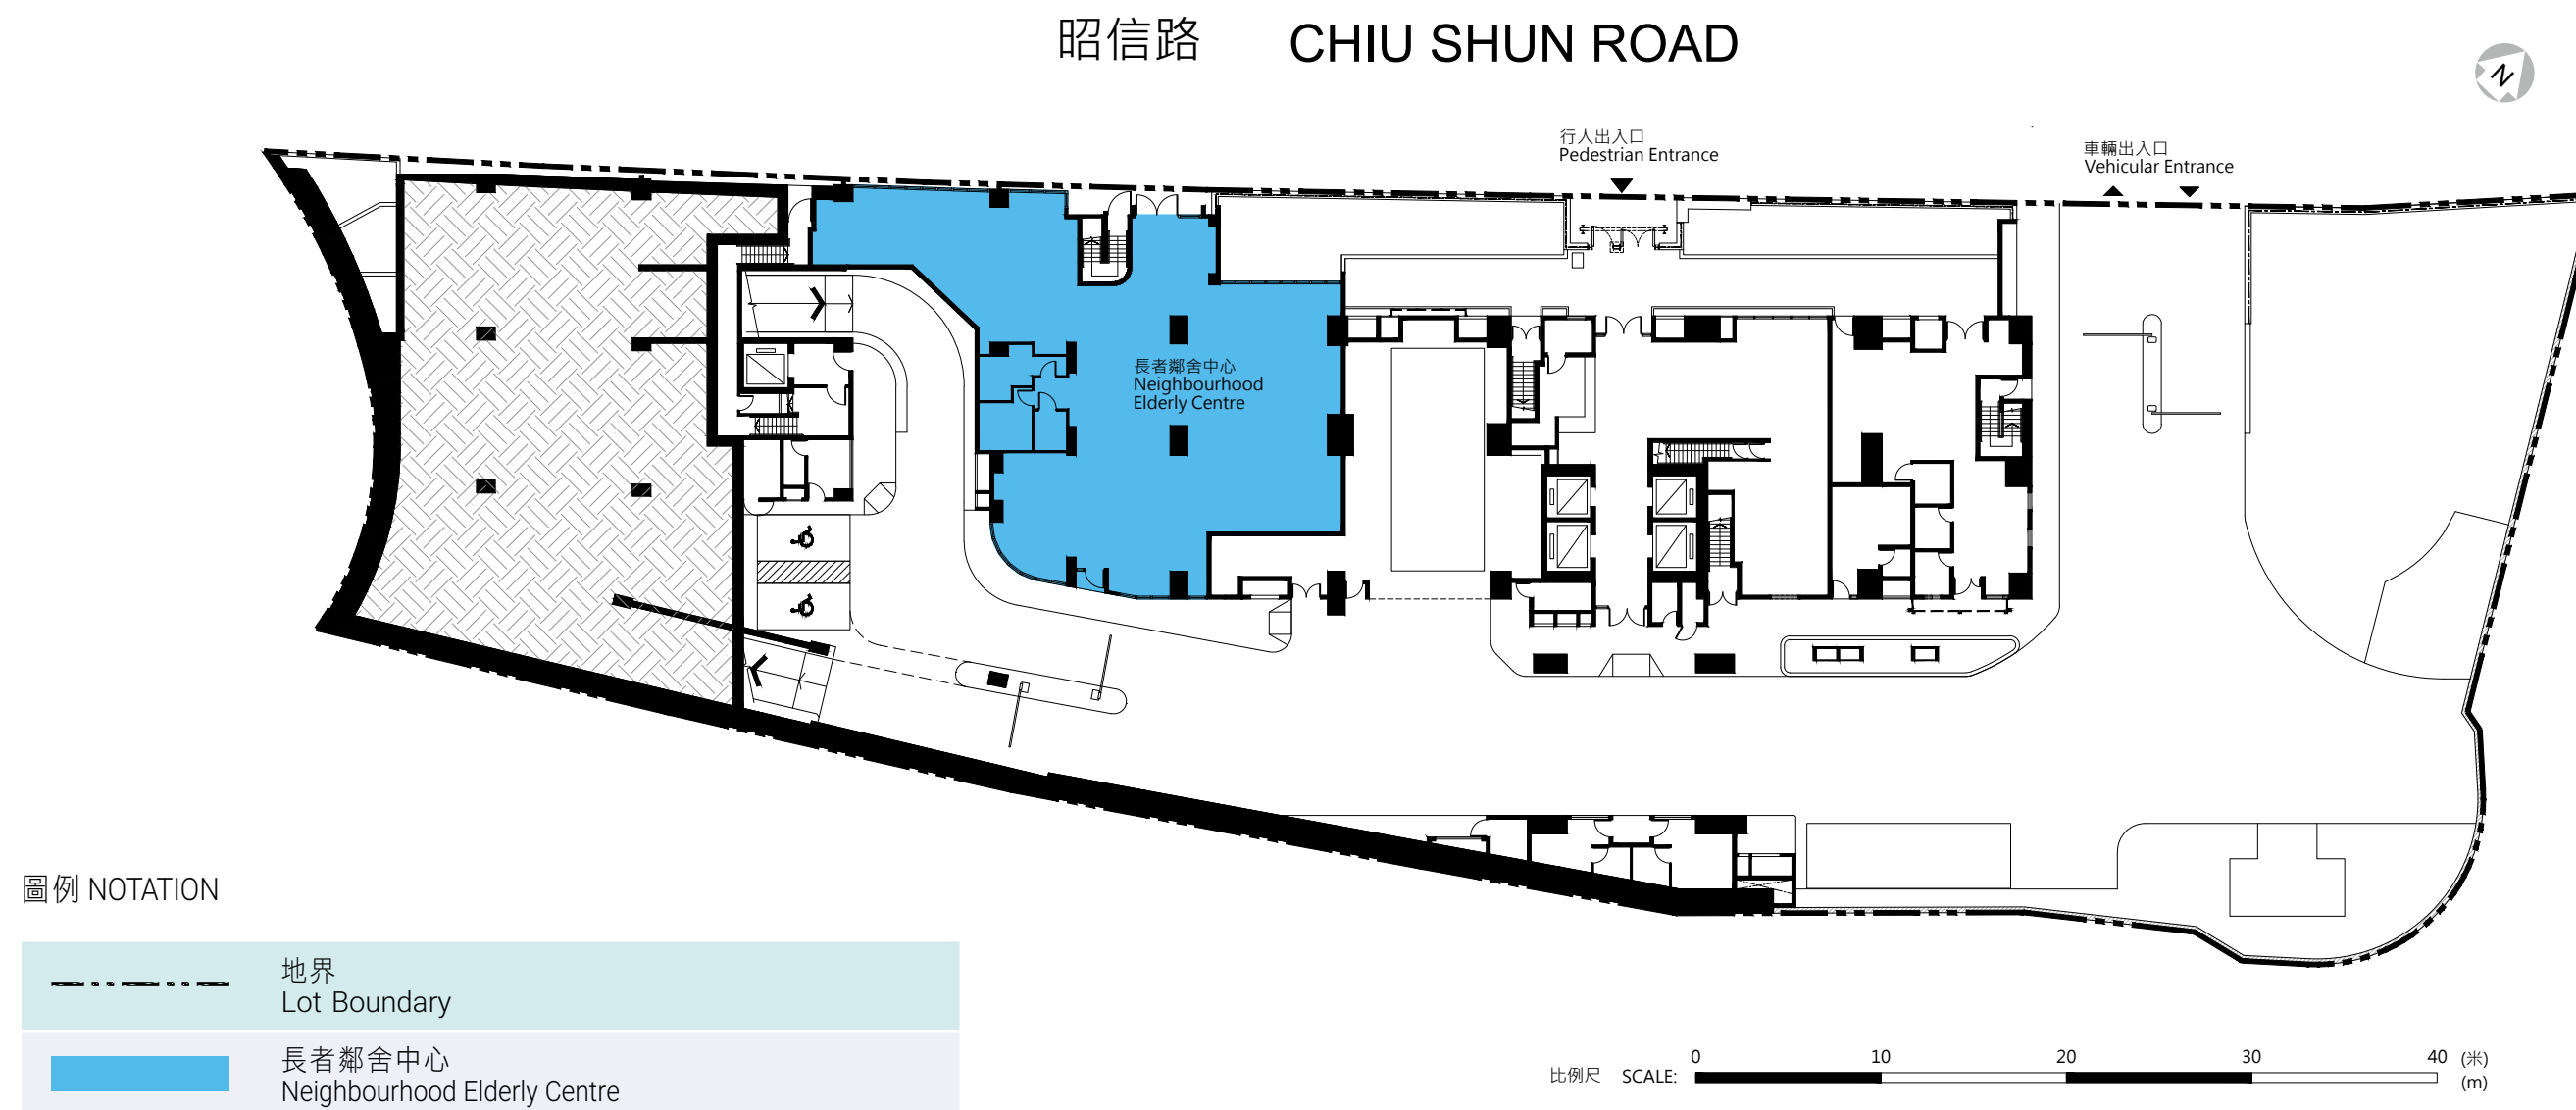 昭信路 CHIU SHUN ROAD
N
行人出入口
Pedestrian Entrance
車輛出入口
Vehicular Entrance
長者鄰舍中心
Neighbourhood
Elderly Centre
圖例 NOTATION
地界
Lot Boundary
長者鄰舍中心
Neighbourhood Elderly Centre
0 10 20 30 40 (米)
比例尺 SCALE: (m)